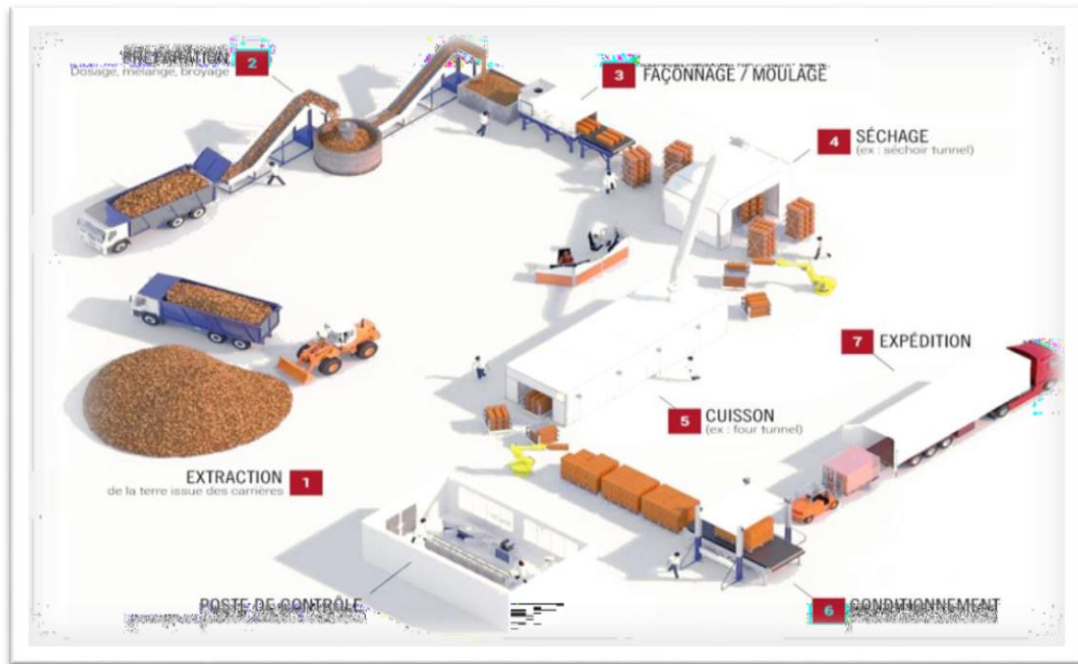 PRÉPARATION
2
Dosage, mélange, broyage
3 FAÇONNAGE / MOULAGE
4 SÉCHAGE
(ex : séchoir tunnel)
7 EXPÉDITION
5 CUISSON
(ex : four tunnel)
EXTRACTION 1
de la terre issue des carrières
POSTE DE CONTRÔLE
6 CONDITIONNEMENT